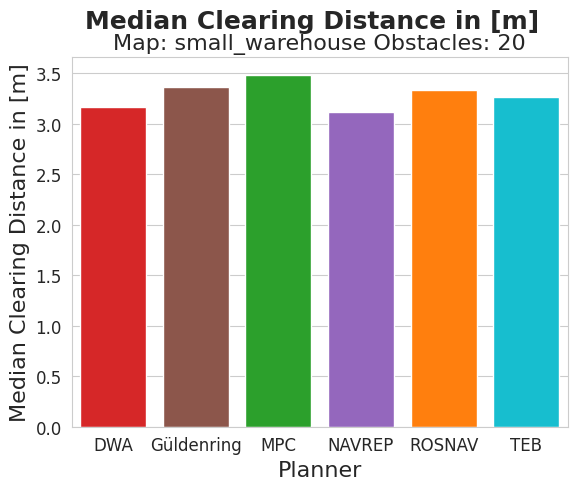 Median Clearing Distance in [m]
Map: small_warehouse Obstacles: 20
Median Clearing Distance in [m]
3.5
3.0
2.5
2.0
1.5
1.0
0.5
0.0
DWA Güldenring MPC NAVREP ROSNAV TEB
Planner